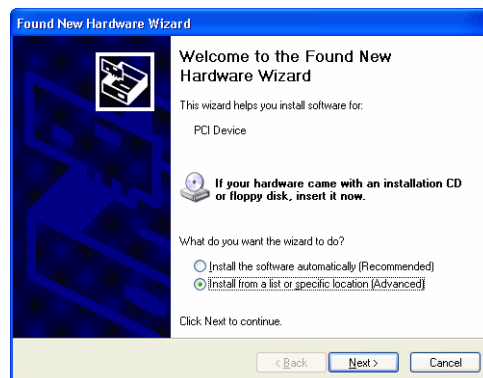 Found New Hardware Wizard
Welcome to the Found New
Hardware Wizard
This wizard helps you install software for:
PCI Device
If your hardware came with an installation CD
or floppy disk, insert it now.
What do you want the wizard to do?
Install the software automatically (Recommended)
Install from a list or specific location (Advanced)
Click Next to continue.
< Back Next > Cancel